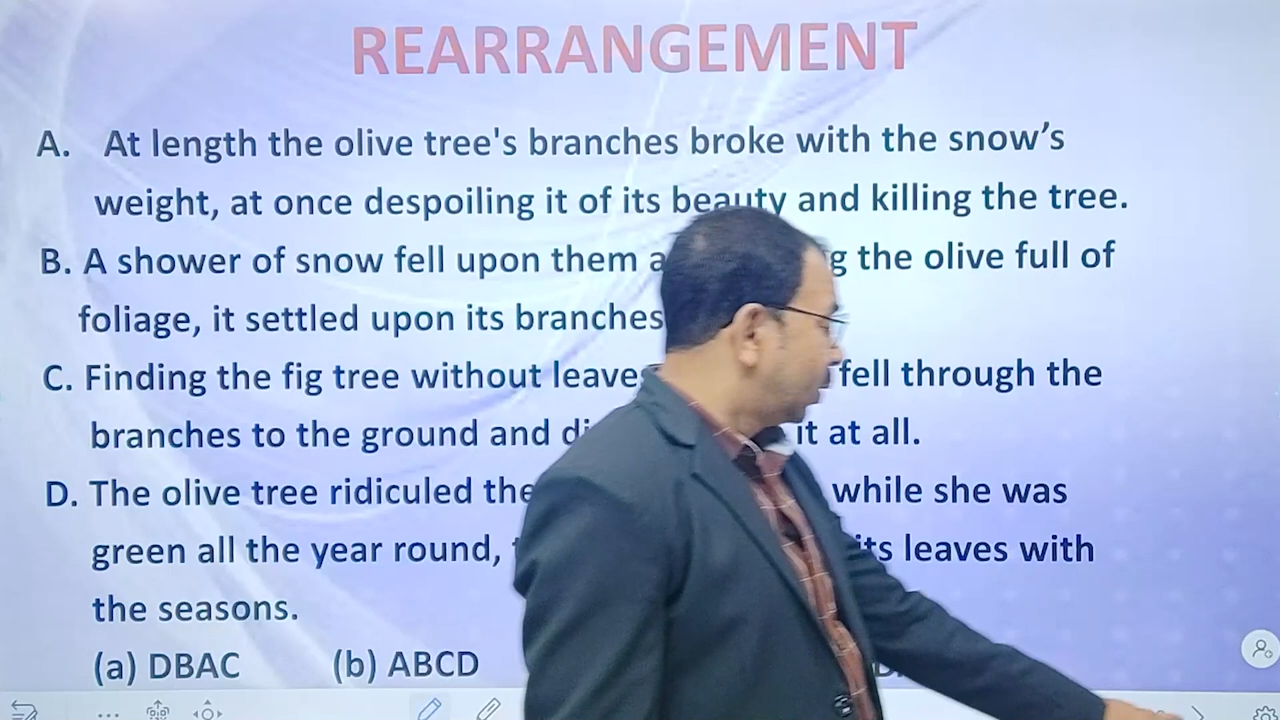 REARRANGEMENT
A. At length the olive tree's branches broke with the snow’s
weight, at once despoiling it of its beauty and killing the tree.
B. A shower of snow fell upon them the olive full of
foliage, it settled upon its branches
C. Finding the fig tree without fell through the
branches to the ground and it at all.
D. The olive tree ridiculed while she was
green all the year round, its leaves with
the seasons.
(a) DBAC (b) ABCD